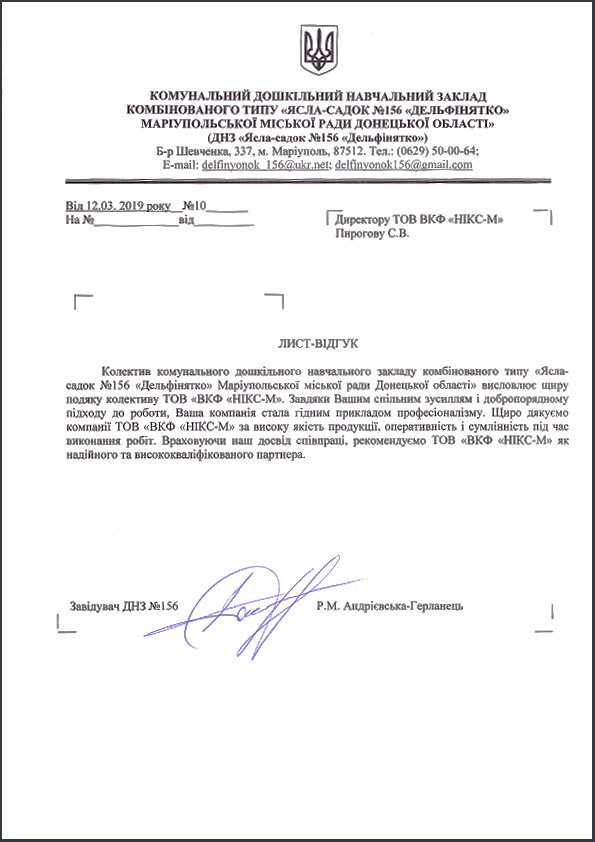 КОМУНАЛЬНИЙ ДОШКІЛЬНИЙ НАВЧАЛЬНИЙ ЗАКЛАД
КОМБІНОВАНОГО ТИПУ «ЯСЛА-САДОК №156 «ДЕЛЬФІНЯТКО»
МАРІУПОЛЬСЬКОЇ МІСЬКОЇ РАДИ ДОНЕЦЬКОЇ ОБЛАСТІ»
(ДНЗ «Ясла-садок №156 «Дельфінятко»)
Б-р Шевченка, 337, м. Маріуполь, 87512. Тел.: (0629) 50-00-64;
E-mail: delfinyonok_156@ukr.net; delfinyonok156@gmail.com
Від 12.03. 2019 року №10
На №______________від__________
Директору ТОВ ВКФ «НІКС-М»
Пирогову С.В.
ЛИСТ-ВІДГУК
Колектив комунального дошкільного навчального закладу комбінованого типу «Ясла-
садок №156 «Дельфінятко» Маріупольської міської ради Донецької області» висловлює щиру
подяку колективу ТОВ «ВКФ «НІКС-М». Завдяки Вашим спільним зусиллям і добропорядному
підходу до роботи, Ваша компанія стала гідним прикладом професіоналізму. Щиро дякуємо
компанії ТОВ «ВКФ «НІКС-М» за високу якість продукції, оперативність і сумлінність під час
виконання робіт. Враховуючи наш досвід співпраці, рекомендуємо ТОВ «ВКФ «НІКС-М» як
надійного та висококваліфікованого партнера.
Завідувач ДНЗ №156
Р.М. Андрієвська-Герланець